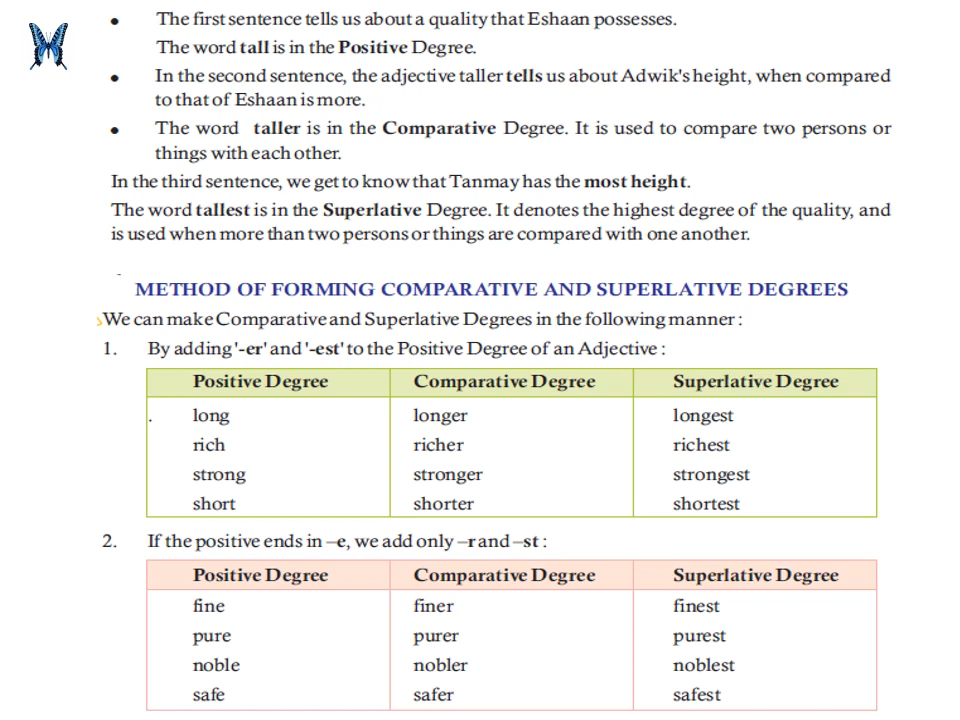 • The first sentence tells us about a quality that Eshaan possesses.
The word tall is in the Positive Degree.
• In the second sentence, the adjective taller tells us about Adwik's height, when compared
to that of Eshaan is more.
• The word taller is in the Comparative Degree. It is used to compare two persons or
things with each other.
In the third sentence, we get to know that Tanmay has the most height.
The word tallest is in the Superlative Degree. It denotes the highest degree of the quality, and
is used when more than two persons or things are compared with one another.
METHOD OF FORMING COMPARATIVE AND SUPERLATIVE DEGREES
We can make Comparative and Superlative Degrees in the following manner :
1. By adding '-er' and '-est' to the Positive Degree of an Adjective :
Positive Degree Comparative Degree Superlative Degree
long longer longest
rich richer richest
strong stronger strongest
short shorter shortest
2. If the positive ends in –e, we add only –r and –st :
Positive Degree Comparative Degree Superlative Degree
fine finer finest
pure purer purest
noble nobler noblest
safe safer safest